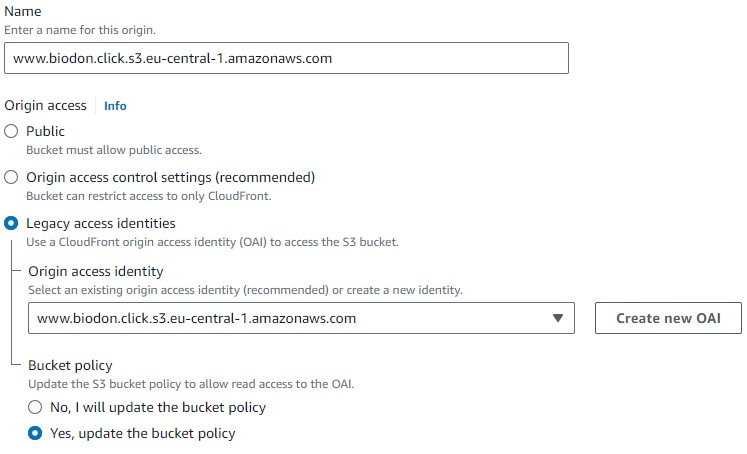 Name
Enter a name for this origin.
www.biodon.click.s3.eu-central-1.amazonaws.com
Origin access Info
Public
Bucket must allow public access.
Origin access control settings (recommended)
Bucket can restrict access to only CloudFront.
Legacy access identities
Use a CloudFront origin access identity (OAI) to access the S3 bucket.
Origin access identity
Select an existing origin access identity (recommended) or create a new identity.
www.biodon.click.s3.eu-central-1.amazonaws.com Create new OAI
Bucket policy
Update the S3 bucket policy to allow read access to the OAI.
No, I will update the bucket policy
Yes, update the bucket policy